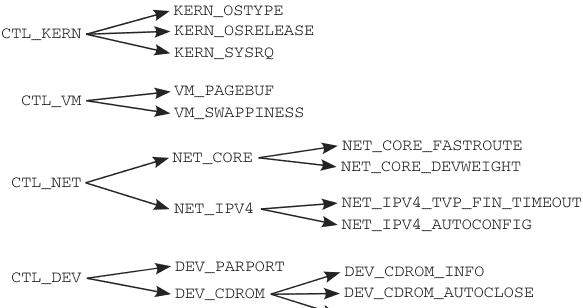 KERN_OSTYPE
CTL_KERN KERN_OSRELEASE
KERN_SYSRQ
VM_PAGEBUF
CTL_VM
VM_SWAPPINESS
NET_CORE_FASTROUTE
NET_CORE
NET_CORE_DEVWEIGHT
CTL_NET
NET_IPV4_TVP_FIN_TIMEOUT
NET_IPV4
NET_IPV4_AUTOCONFIG
DEV_PARPORT
DEV_CDROM_INFO
CTL_DEV
DEV_CDROM DEV_CDROM_AUTOCLOSE